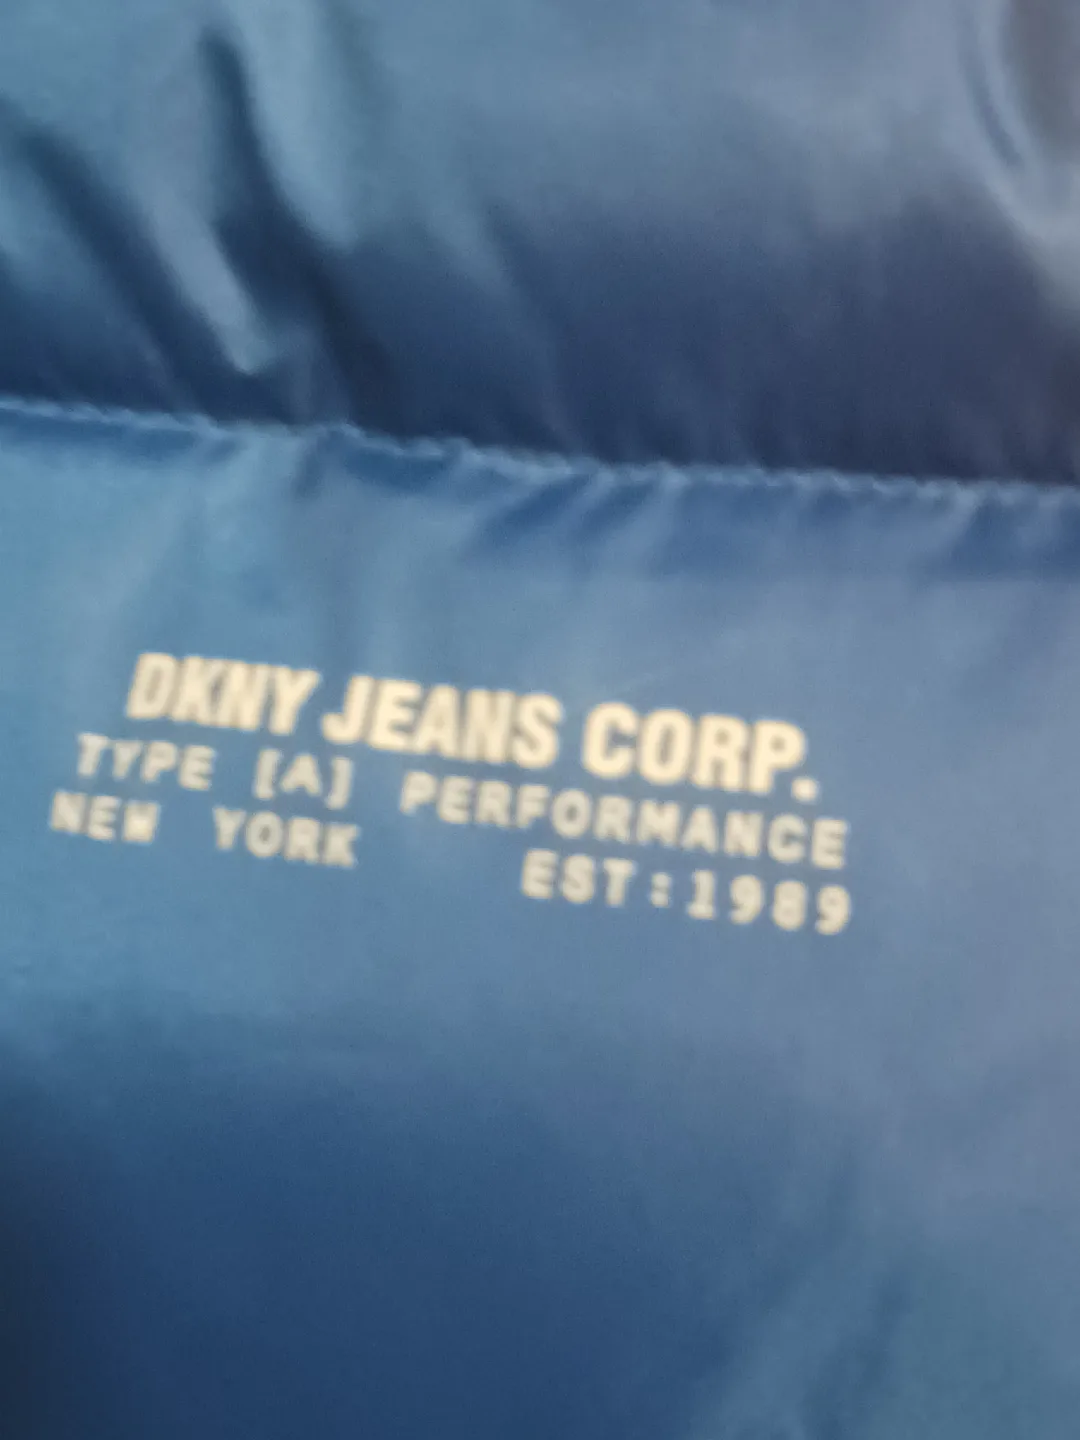 DKNY JEANS CORP.
TYPE [A] PERFORMANCE
NEW YORK EST:1989